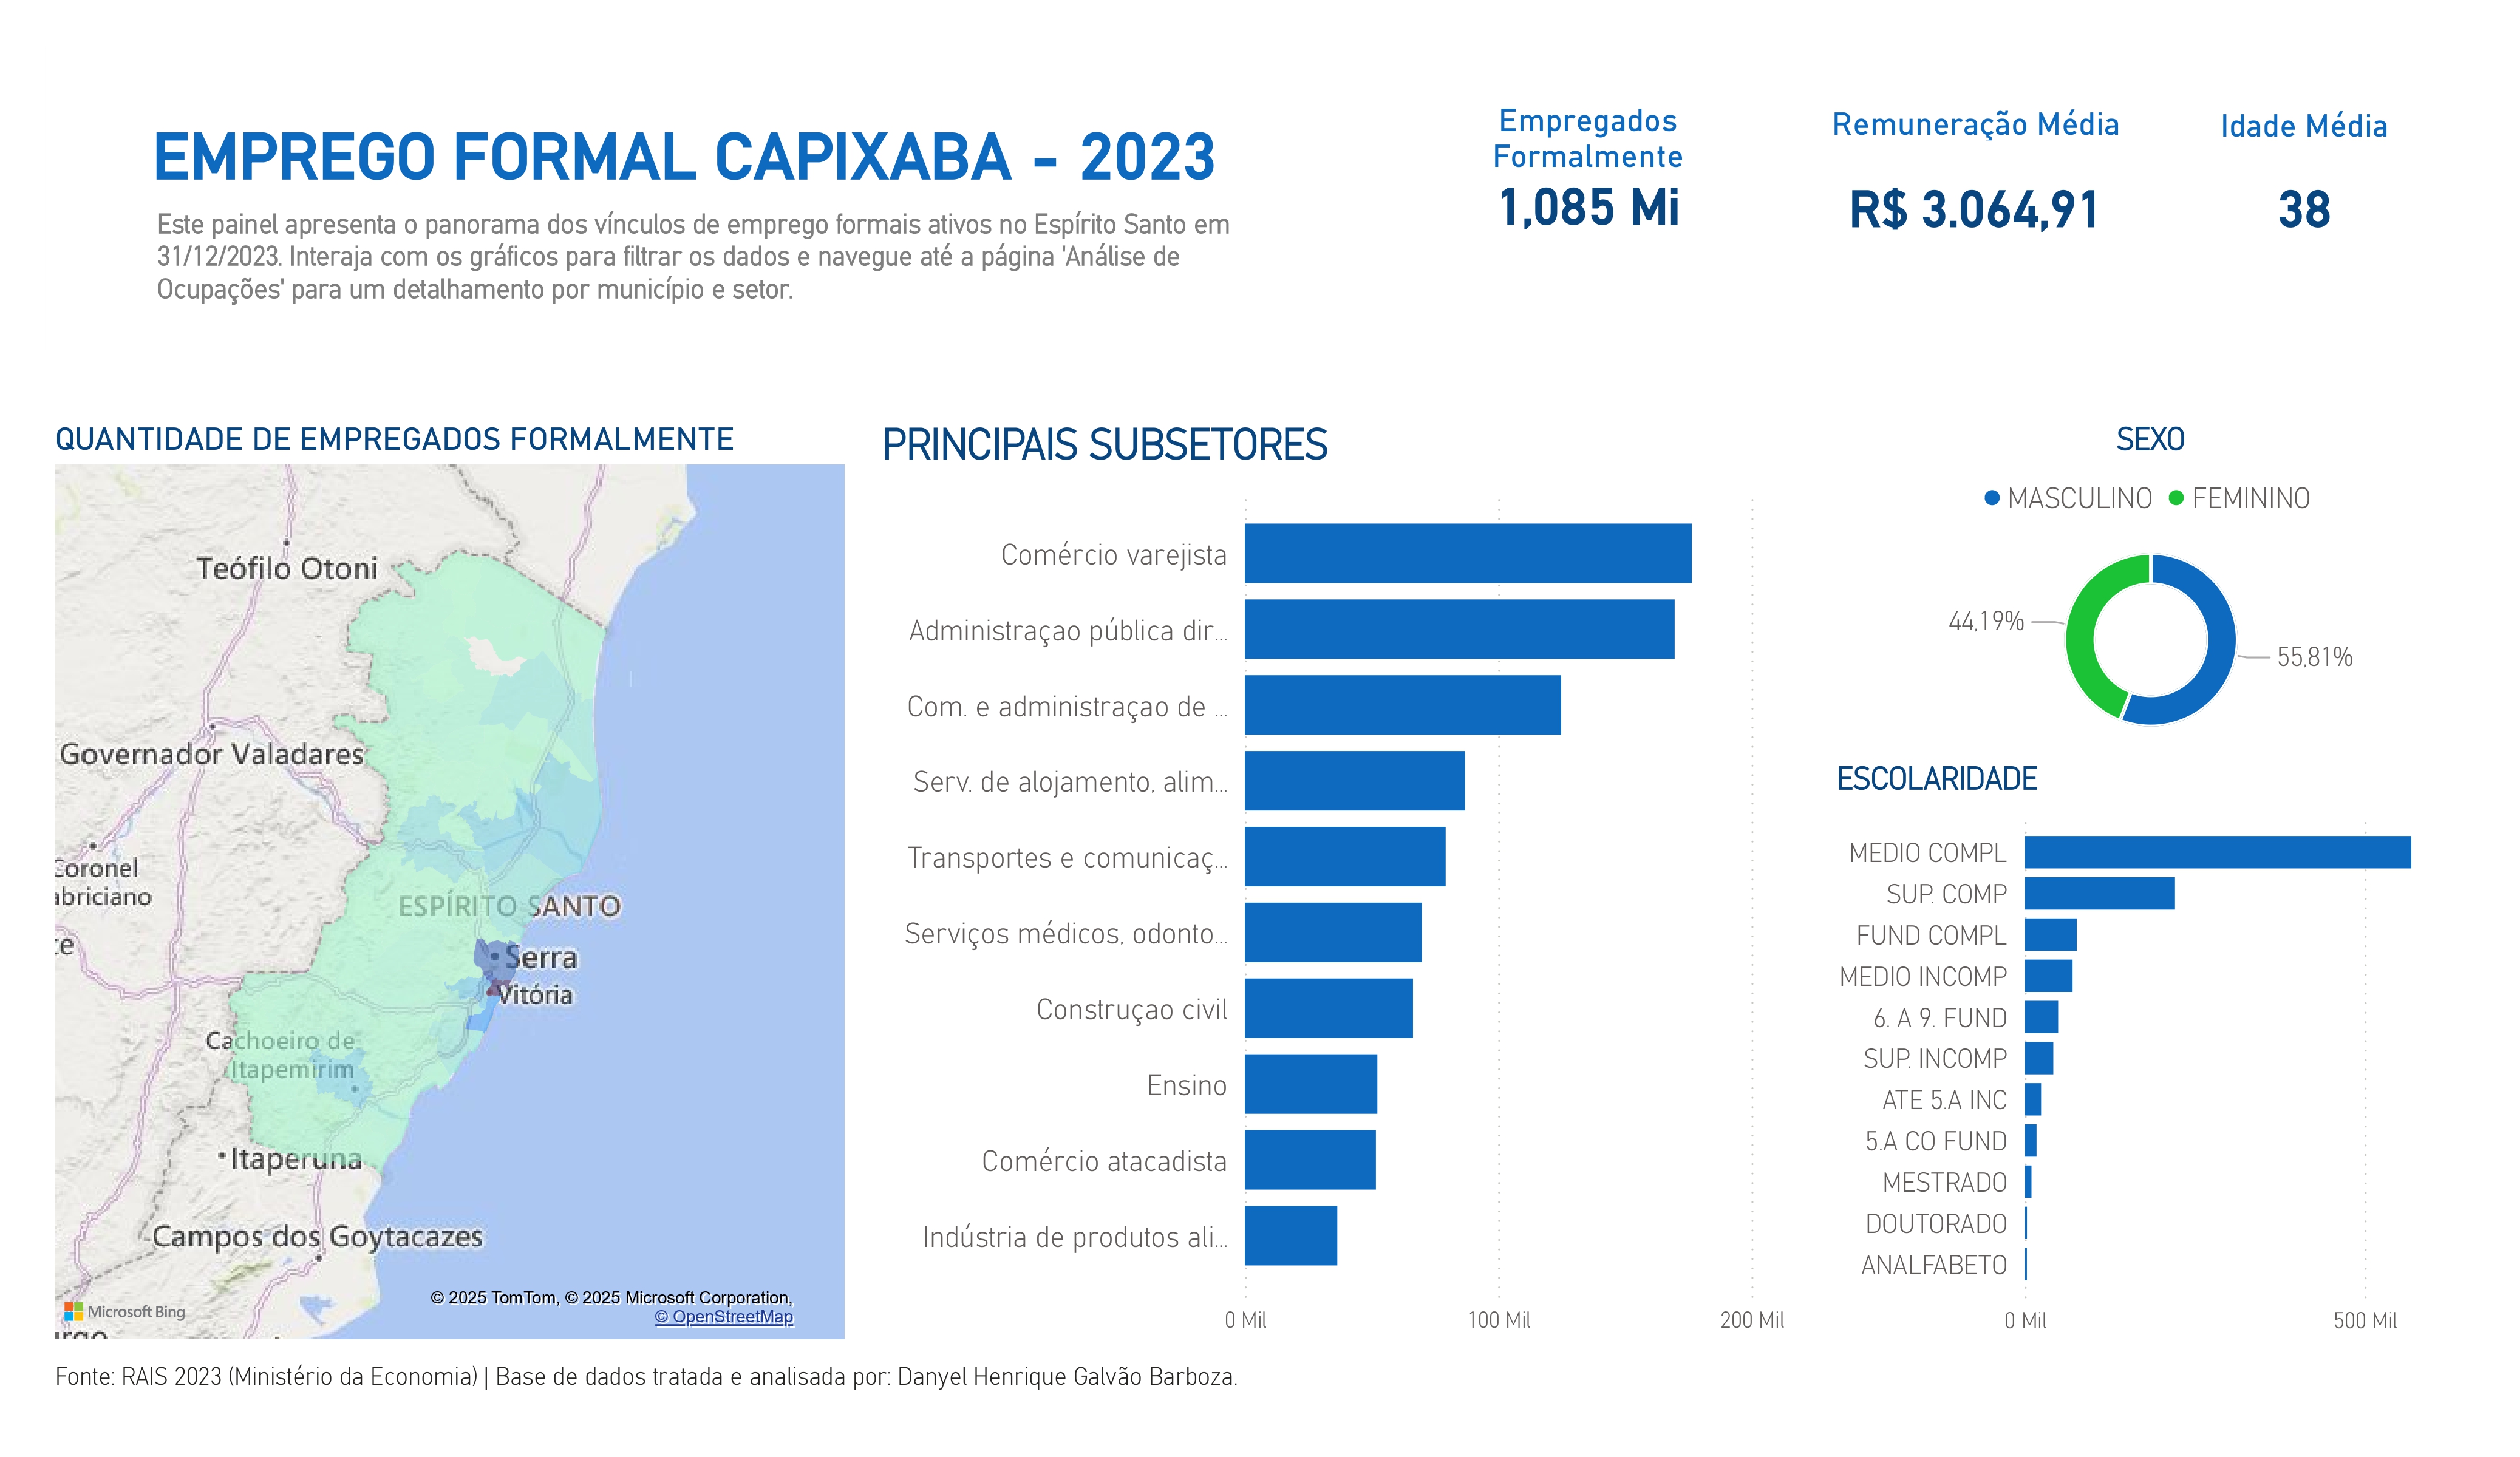 EMPREGO FORMAL CAPIXABA - 2023
Este painel apresenta o panorama dos vínculos de emprego formais ativos no Espírito Santo em
31/12/2023. Interaja com os gráficos para filtrar os dados e navegue até a página 'Análise de
Ocupações' para um detalhamento por município e setor.
Empregados
Formalmente
1,085 Mi
Remuneração Média
R$ 3.064,91
Idade Média
38
QUANTIDADE DE EMPREGADOS FORMALMENTE
Teófilo Otoni
Governador Valadares
Coronel
abriciano
te
ESPÍRITO SANTO
Serra
Vitória
Cachoeiro de
Itapemirim
Itaperuna
Campos dos Goytacazes
Microsoft Bing
© 2025 TomTom, © 2025 Microsoft Corporation,
© OpenStreetMap
PRINCIPAIS SUBSETORES
Comércio varejista
Administraçao pública dir...
Com. e administraçao de ...
Serv. de alojamento, alim...
Transportes e comunicaç...
Serviços médicos, odonto...
Construçao civil
Ensino
Comércio atacadista
Indústria de produtos ali...
0 Mil 100 Mil 200 Mil
SEXO
MASCULINO FEMININO
44,19%
55,81%
ESCOLARIDADE
MEDIO COMPL
SUP. COMP
FUND COMPL
MEDIO INCOMP
6. A 9. FUND
SUP. INCOMP
ATE 5.A INC
5.A CO FUND
MESTRADO
DOUTORADO
ANALFABETO
0 Mil 500 Mil
Fonte: RAIS 2023 (Ministério da Economia) | Base de dados tratada e analisada por: Danyel Henrique Galvão Barboza.